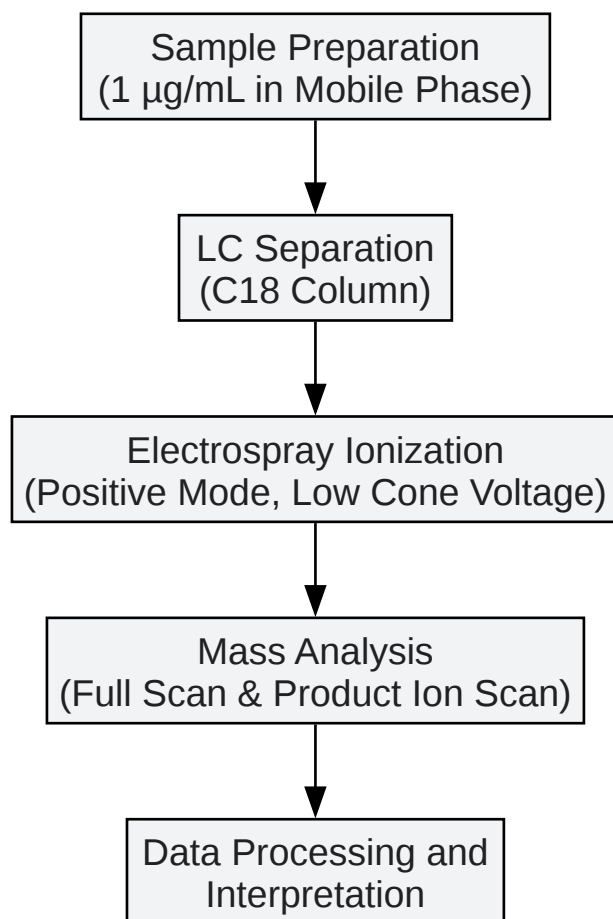 Sample Preparation
(1 µg/mL in Mobile Phase)
LC Separation
(C18 Column)
Electrospray Ionization
(Positive Mode, Low Cone Voltage)
Mass Analysis
(Full Scan & Product Ion Scan)
Data Processing and
Interpretation